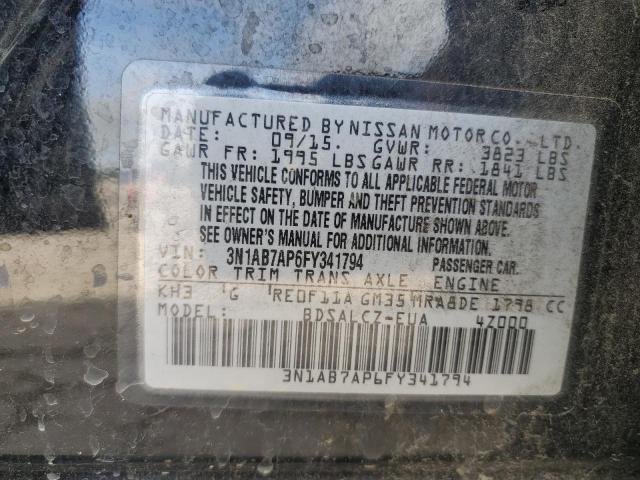 MANUFACTURED BY NISSAN MOTOR CO., LTD.
DATE: 09/15. GVWR: 3823 LBS
GAWR FR: 1995 LBS GAWR RR: 1841 LBS
THIS VEHICLE CONFORMS TO ALL APPLICABLE FEDERAL MOTOR
VEHICLE SAFETY, BUMPER AND THEFT PREVENTION STANDARDS
IN EFFECT ON THE DATE OF MANUFACTURE SHOWN ABOVE.
SEE OWNER'S MANUAL FOR ADDITIONAL INFORMATION.
VIN: 3N1AB7AP6FY341794 PASSENGER CAR.
COLOR TRIM TRANS AXLE ENGINE
KH3 G RE0F11A GM35 MRA8DE 1798 CC
MODEL: BDSALCZ-EUA 4Z000
3N1AB7AP6FY341794